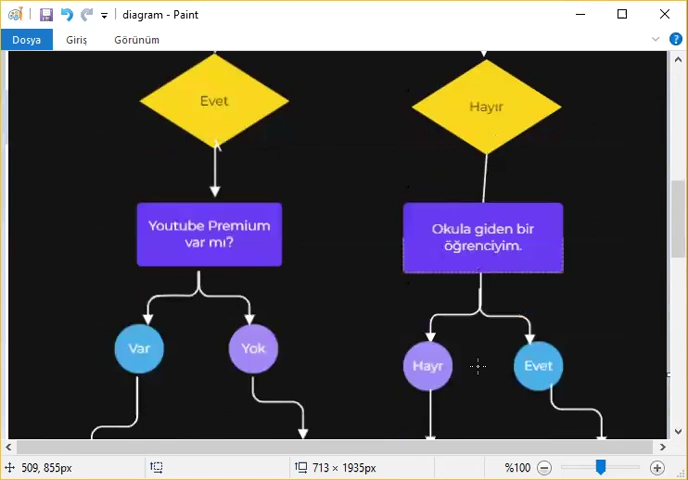 diagram - Paint
Dosya
Giriş
Görünüm
Evet
Hayır
Youtube Premium
var mı?
Okula giden bir
öğrenciyim.
Var
Yok
Hayr
Evet
509, 855px
713 × 1935px
%100